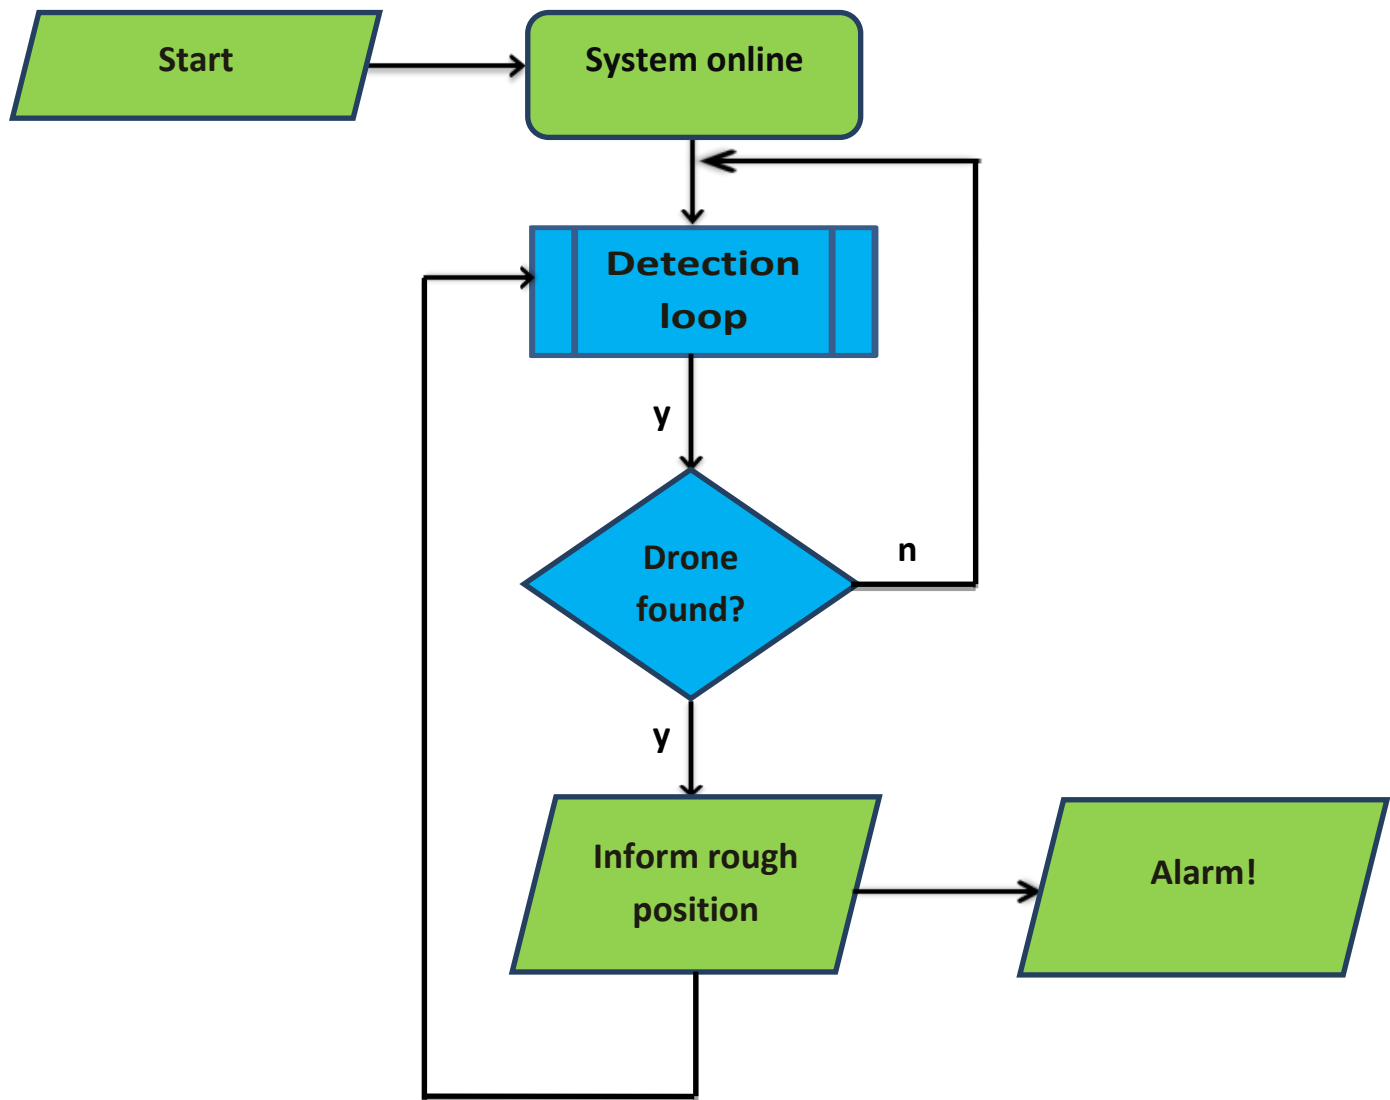 Start
System online
Detection
loop
y
Drone
found?
n
y
Inform rough
position
Alarm!